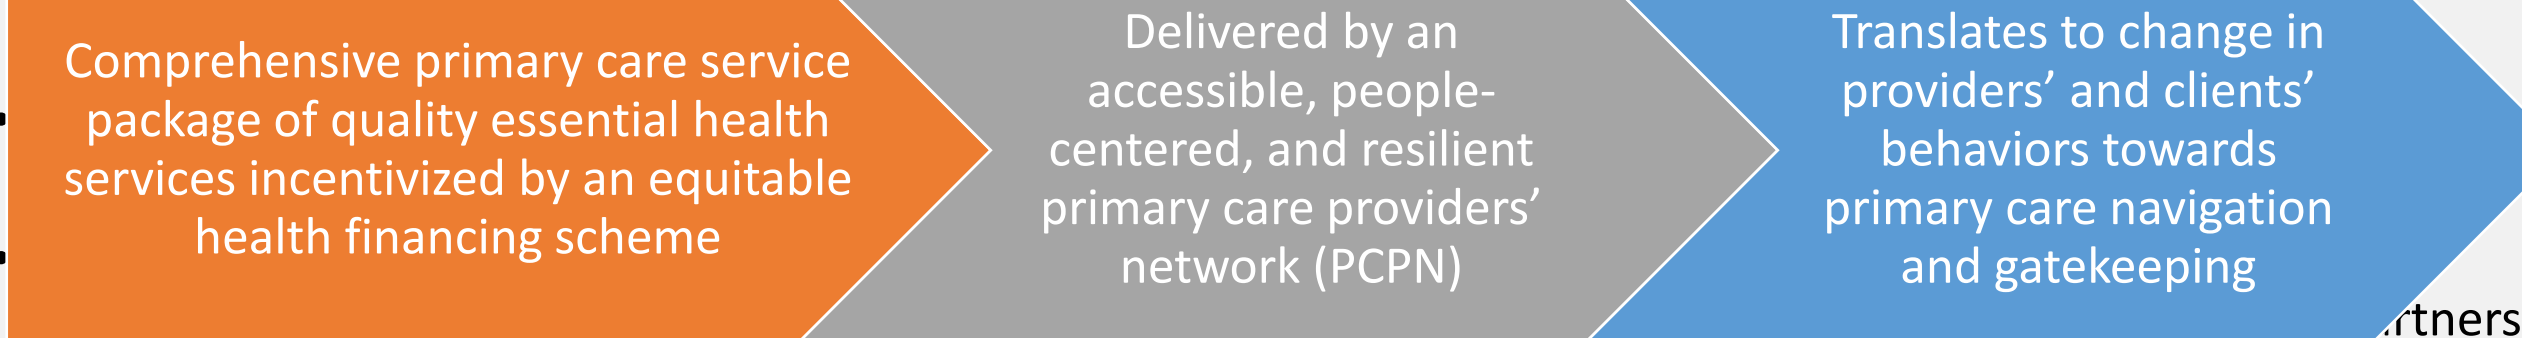 Comprehensive primary care service
package of quality essential health
services incentivized by an equitable
health financing scheme
Delivered by an
accessible, people-
centered, and resilient
primary care providers’
network (PCPN)
Translates to change in
providers’ and clients’
behaviors towards
primary care navigation
and gatekeeping